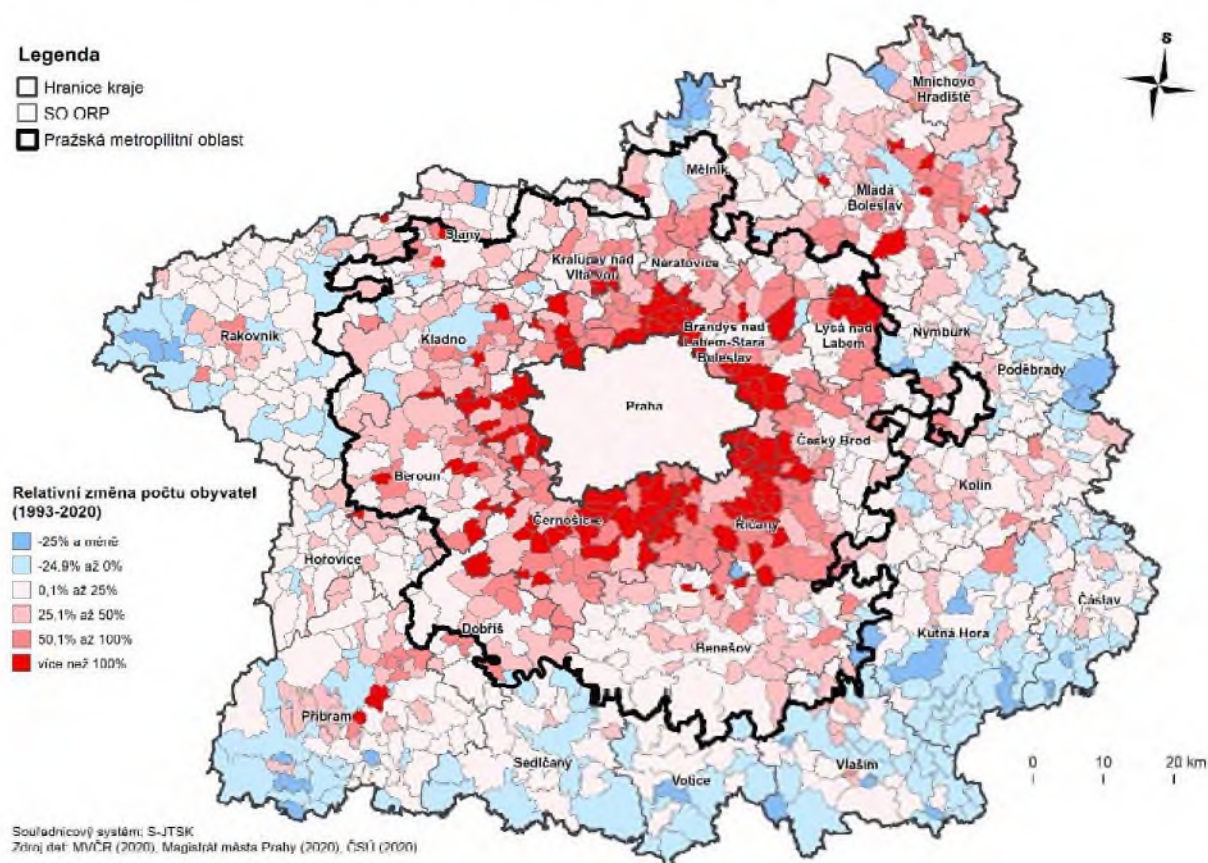 Legenda
Hranice kraje
SO ORP
Pražská metropilitní oblast
S
Mnichovo
Hradiště
Mělník
Mladá
Boleslav
Slaný
Kralupy nad
Vltavou
Neratovice
Rakovník
Kladno
Brandýs nad
Labem-Stará
Boleslav
Lysá nad
Labem
Nymburk
Poděbrady
Praha
Český Brod
Beroun
Kolín
Relativní změna počtu obyvatel
(1993-2020)
-25% a méně
-24,9% až 0%
0,1% až 25%
25,1% až 50%
50,1% až 100%
více než 100%
Černošice
Říčany
Hořovice
Čáslav
Kutná Hora
Dobříš
Benešov
Příbram
Sedlčany
Votice
Vlašim
0 10 20 km
Souřadnicový systém: S-JTSK
Zdroj dat: MVČR (2020), Magistrát města Prahy (2020), ČSÚ (2020)